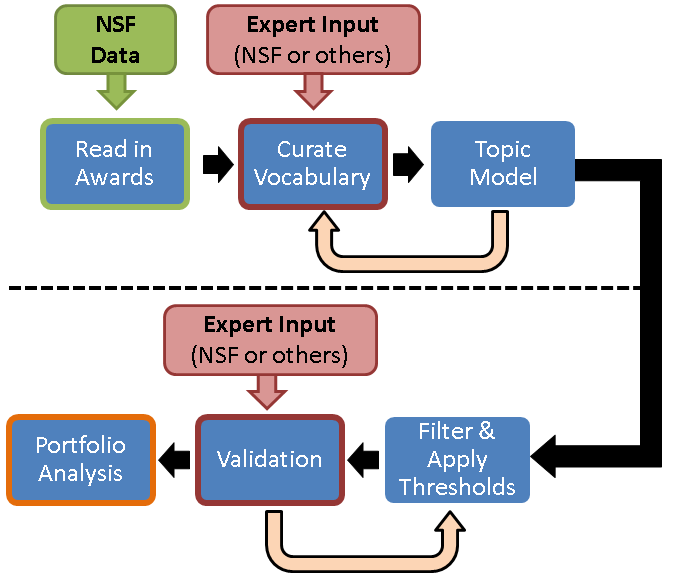 NSF
Data
Expert Input
(NSF or others)
Read in
Awards
Curate
Vocabulary
Topic
Model
Expert Input
(NSF or others)
Portfolio
Analysis
Validation
Filter &
Apply
Thresholds